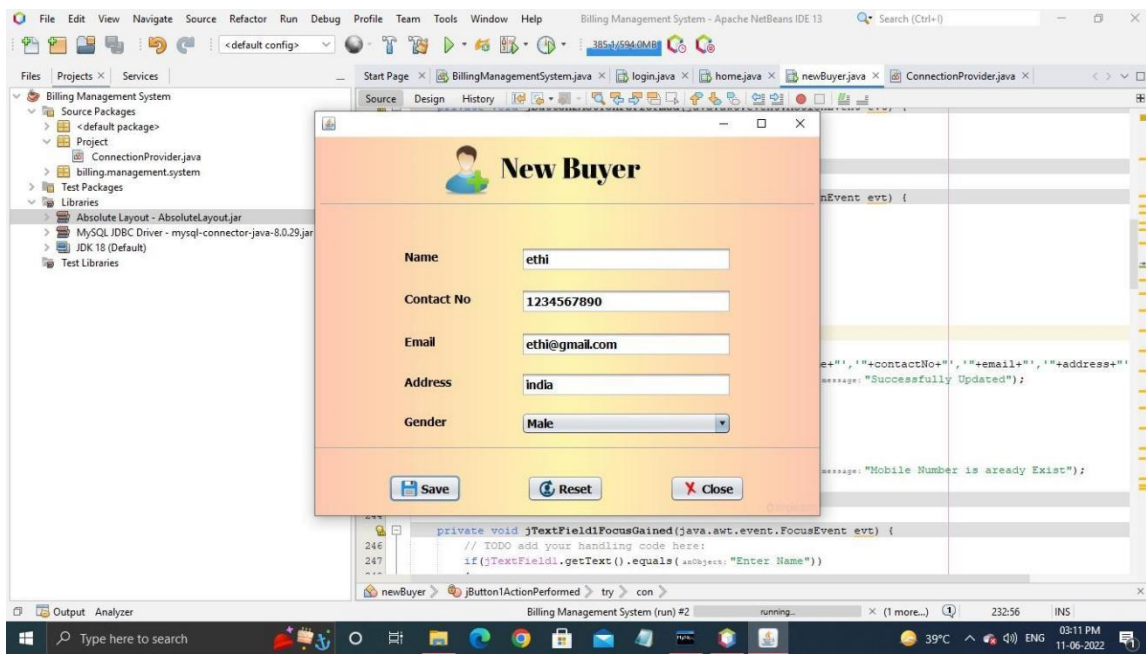 File Edit View Navigate Source Refactor Run Debug Profile Team Tools Window Help Billing Management System - Apache NetBeans IDE 13 Search (Ctrl+I)
<default config> 385.1/594.0MB
Files Projects Services
Start Page BillingManagementSystem.java login.java home.java newBuyer.java ConnectionProvider.java
Source Design History
Billing Management System
Source Packages
<default package>
Project
ConnectionProvider.java
billing.management.system
Test Packages
Libraries
Absolute Layout - AbsoluteLayout.jar
MySQL JDBC Driver - mysql-connector-java-8.0.29.jar
JDK 18 (Default)
Test Libraries
New Buyer
Name ethi
Contact No 1234567890
Email ethi@gmail.com
Address india
Gender Male
Save Reset Close
nEvent evt) {
e+"','"+contactNo+"','"+email+"','"+address+"'
message: "Successfully Updated");
message: "Mobile Number is aready Exist");
private void jTextField1FocusGained(java.awt.event.FocusEvent evt) {
246 // TODO add your handling code here:
247 if(jTextField1.getText().equals( anObject: "Enter Name"))
newBuyer jButton1ActionPerformed try con
Output Analyzer Billing Management System (run) #2 running... (1 more...) 1 232:56 INS
Type here to search 39°C ENG 03:11 PM
11-06-2022